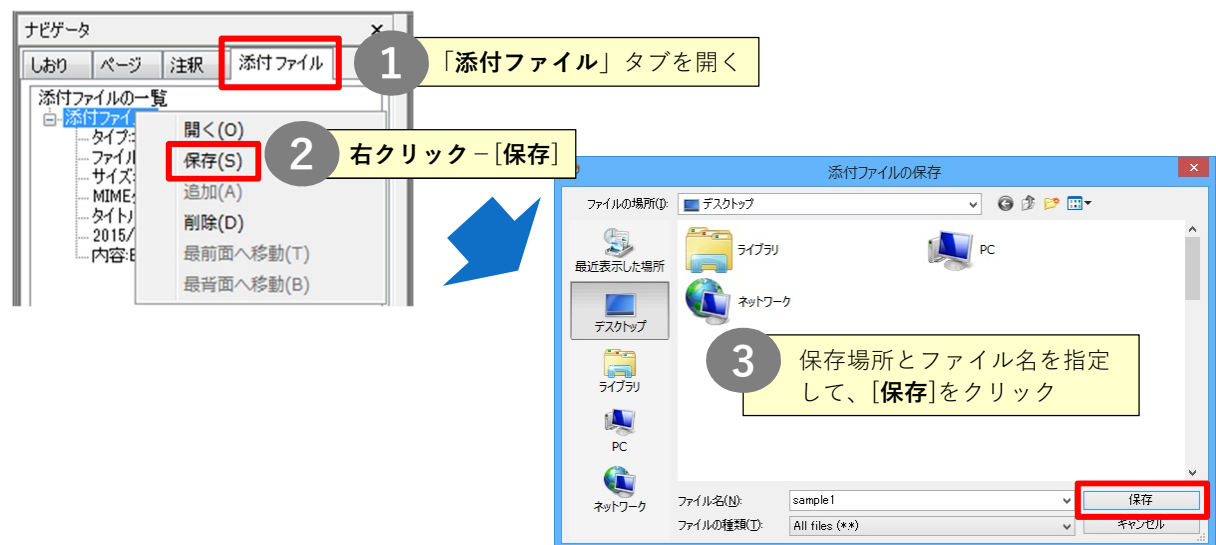 ナビゲータ
しおり ページ 注釈 添付ファイル
1 「添付ファイル」タブを開く
添付ファイルの一覧
添付ファイ
タイプ:
ファイル
サイズ:
MIME
タイトル
2015/
内容:
開く(O)
保存(S)
追加(A)
削除(D)
最前面へ移動(T)
最背面へ移動(B)
2 右クリック–[保存]
添付ファイルの保存
ファイルの場所(I): デスクトップ
最近表示した場所
デスクトップ
ライブラリ
PC
ネットワーク
ライブラリ PC
ネットワーク
3 保存場所とファイル名を指定
して、[保存]をクリック
ファイル名(N): sample1 保存
ファイルの種類(T): All files (*.*) キャンセル